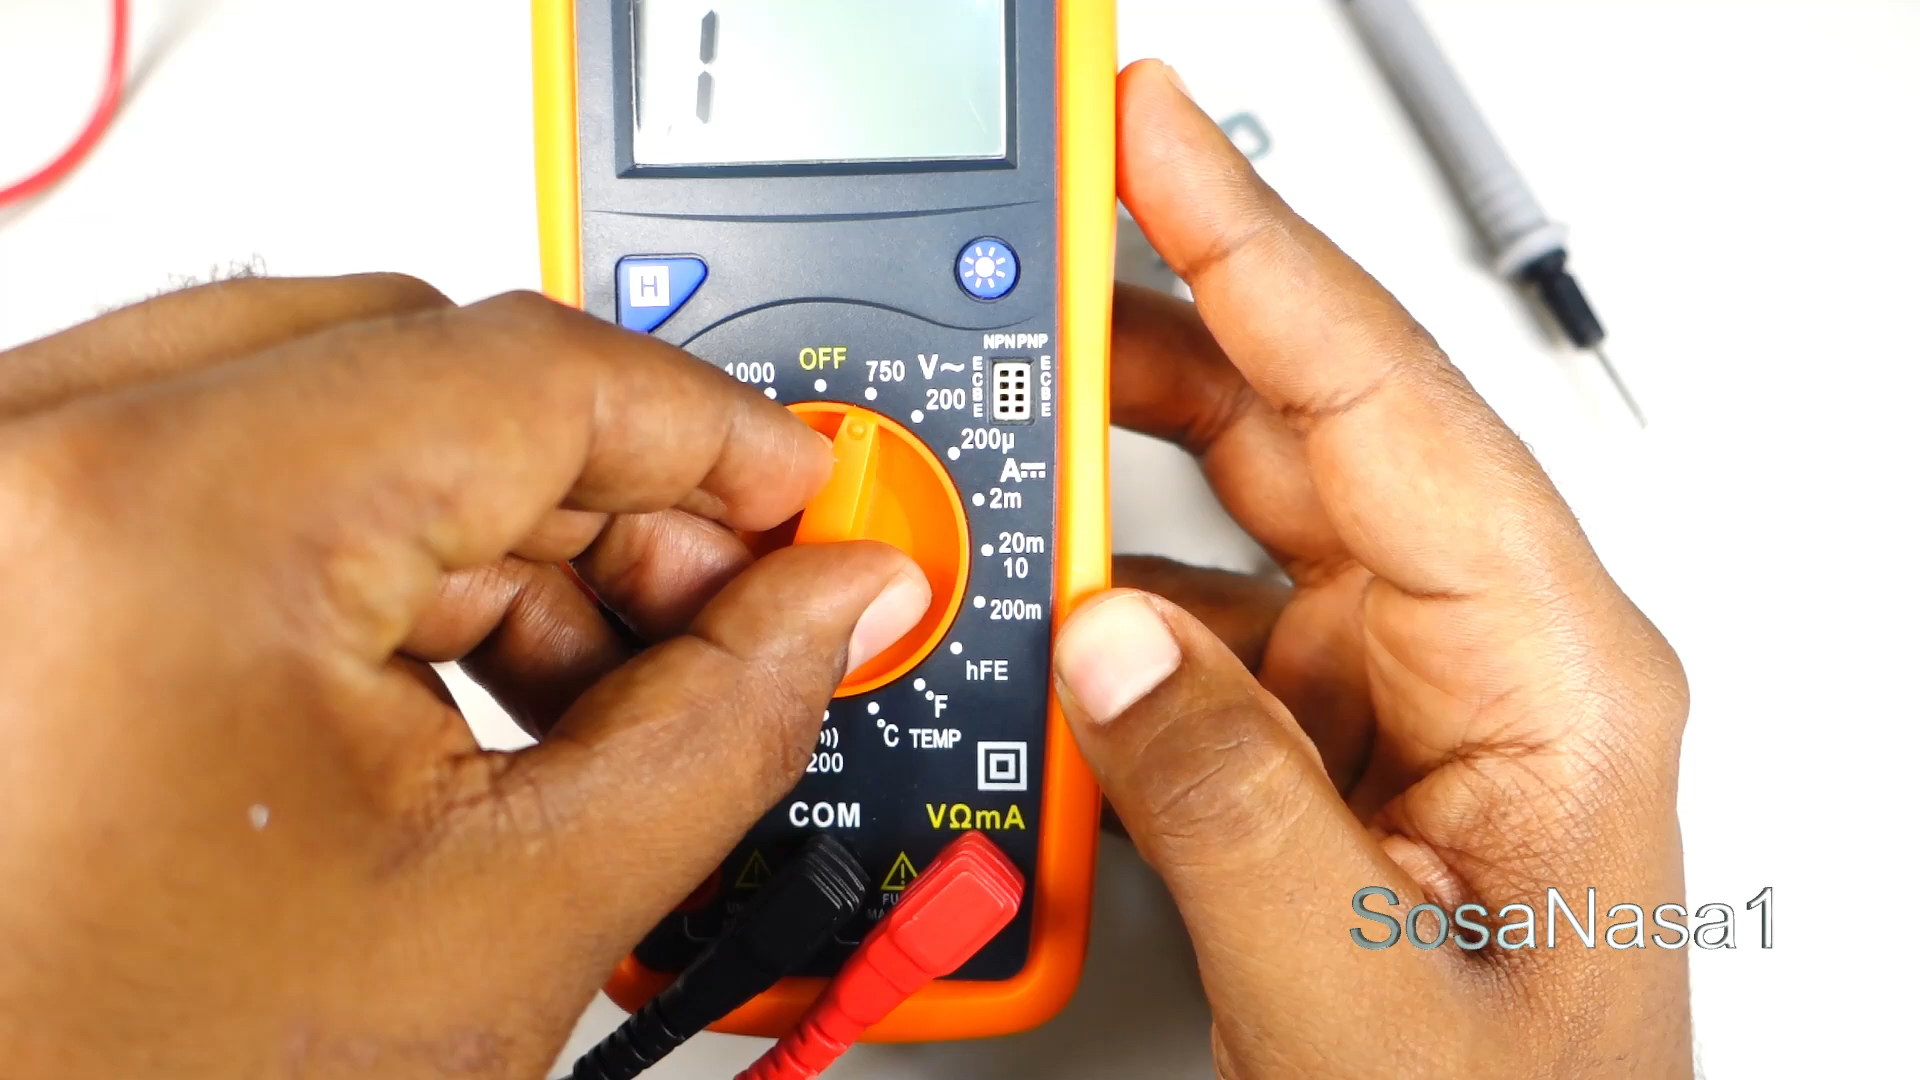 1
H
NPN PNP
1000 OFF 750 V~
200
E
C
B
E
E
C
B
E
200µ
A
2m
20m
10
200m
hFE
°F
°C TEMP
200
COM
VΩmA
SosaNasa1